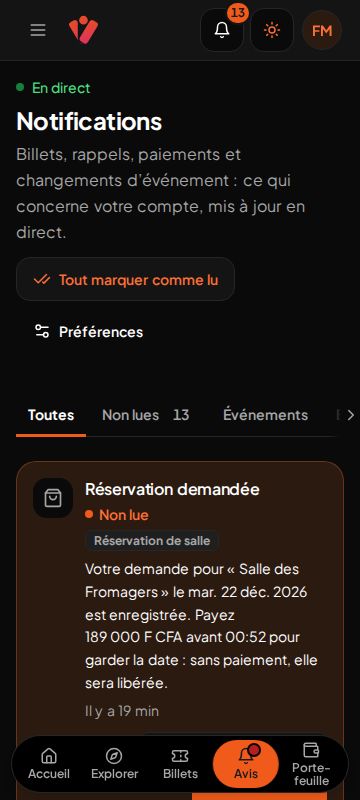 13
FM
En direct
Notifications
Billets, rappels, paiements et
changements d’événement : ce qui
concerne votre compte, mis à jour en
direct.
Tout marquer comme lu
Préférences
Toutes
Non lues 13
Événements
Réservation demandée
Non lue
Réservation de salle
Votre demande pour « Salle des
Fromagers » le mar. 22 déc. 2026
est enregistrée. Payez
189 000 F CFA avant 00:52 pour
garder la date : sans paiement, elle
sera libérée.
Il y a 19 min
Accueil
Explorer
Billets
Avis
Porte-
feuille